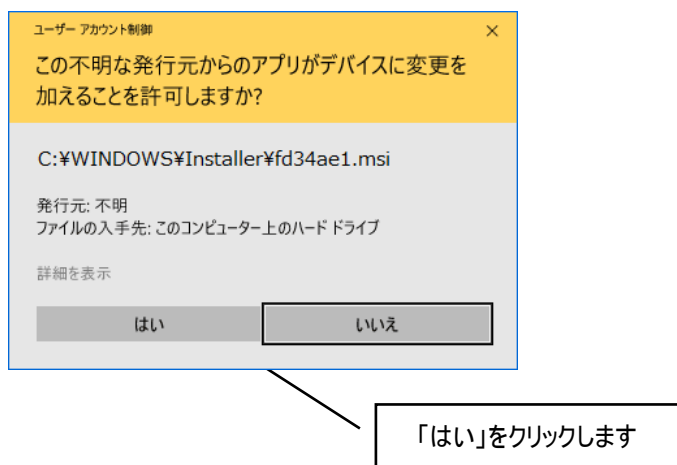 ユーザー アカウント制御
この不明な発行元からのアプリがデバイスに変更を
加えることを許可しますか?
C:¥WINDOWS¥Installer¥fd34ae1.msi
発行元: 不明
ファイルの入手先: このコンピューター上のハード ドライブ
詳細を表示
はい
いいえ
「はい」をクリックします